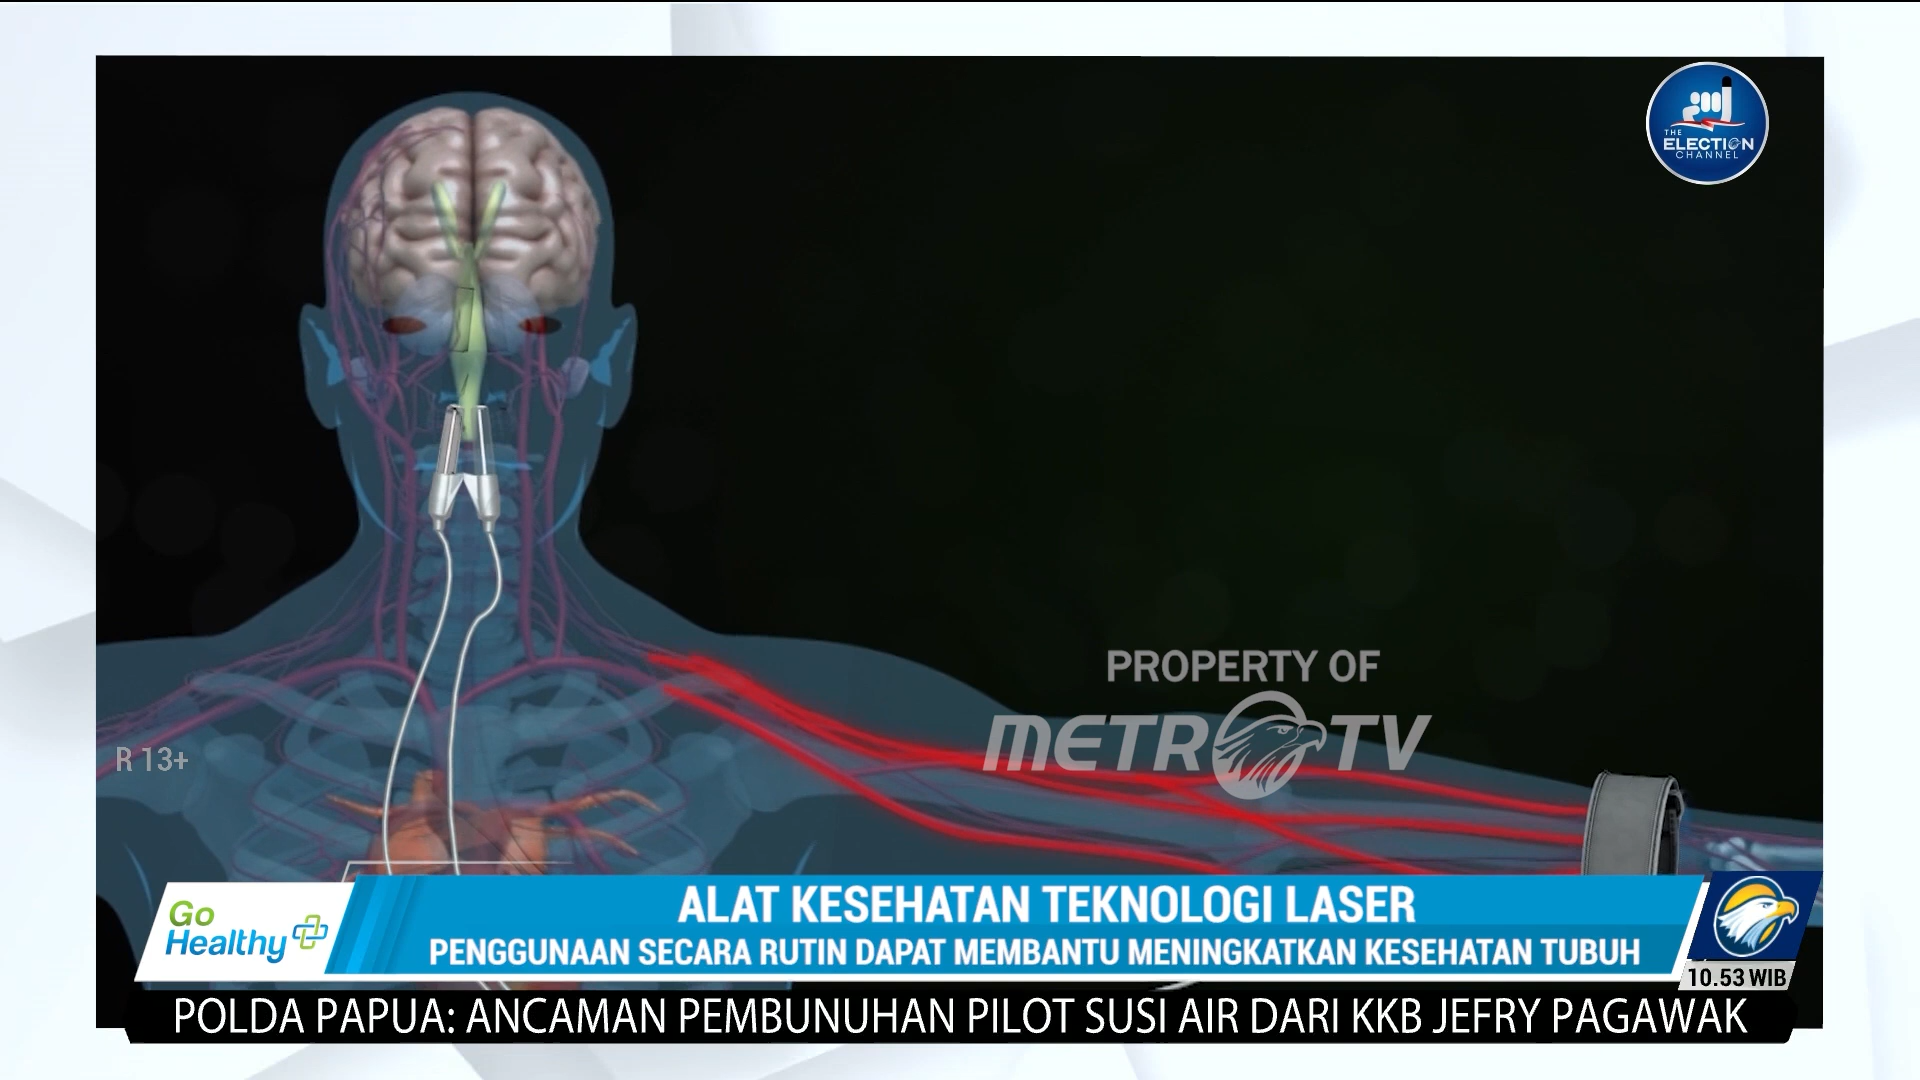 THE
ELECTION
CHANNEL
PROPERTY OF
METRO TV
R 13+
Go
Healthy
ALAT KESEHATAN TEKNOLOGI LASER
PENGGUNAAN SECARA RUTIN DAPAT MEMBANTU MENINGKATKAN KESEHATAN TUBUH
10.53 WIB
POLDA PAPUA: ANCAMAN PEMBUNUHAN PILOT SUSI AIR DARI KKB JEFRY PAGAWAK